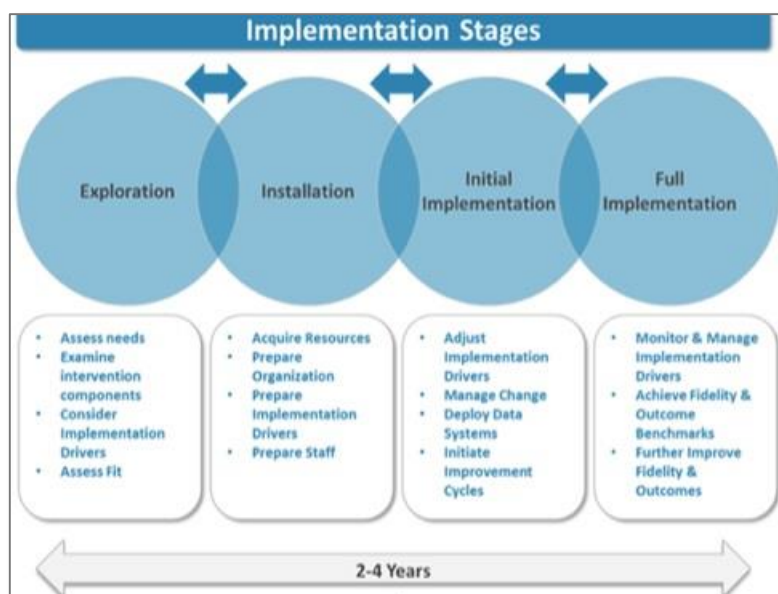 Implementation Stages
Exploration
Installation
Initial
Implementation
Full
Implementation
• Assess needs
• Examine
intervention
components
• Consider
Implementation
Drivers
• Assess Fit
• Acquire Resources
• Prepare
Organization
• Prepare
Implementation
Drivers
• Prepare Staff
• Adjust
Implementation
Drivers
• Manage Change
• Deploy Data
Systems
• Initiate
Improvement
Cycles
• Monitor & Manage
Implementation
Drivers
• Achieve Fidelity &
Outcome
Benchmarks
• Further Improve
Fidelity &
Outcomes
2-4 Years